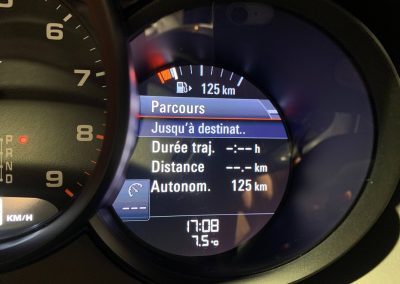 125 km
Parcours
Jusqu'à destinat..
Durée traj. --:-- h
Distance --.- km
Autonom. 125 km
---
17:08
7.5°C
6
7
8
9
P
R
N
D
KM/H